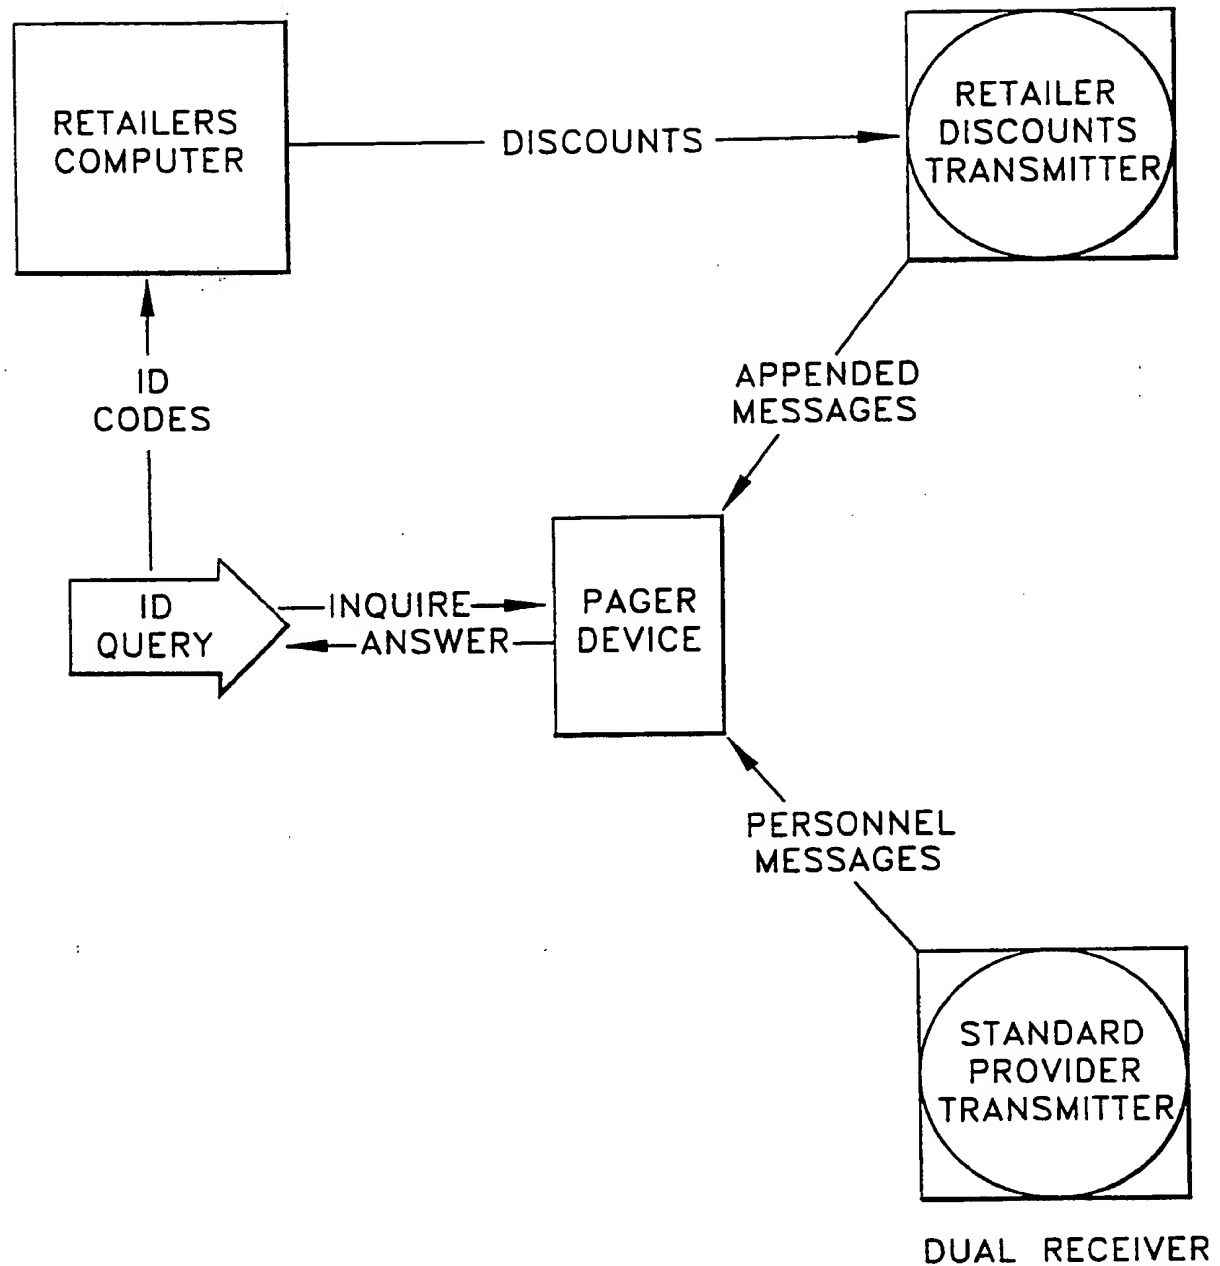 RETAILERS
COMPUTER
DISCOUNTS
RETAILER
DISCOUNTS
TRANSMITTER
ID
CODES
APPENDED
MESSAGES
ID
QUERY
INQUIRE
ANSWER
PAGER
DEVICE
PERSONNEL
MESSAGES
STANDARD
PROVIDER
TRANSMITTER
DUAL RECEIVER